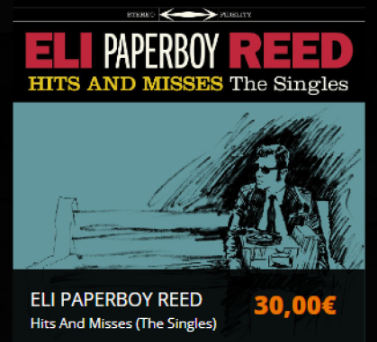 STEREO FIDELITY
ELI PAPERBOY REED
HITS AND MISSES The Singles
ELI PAPERBOY REED
30,00€
Hits And Misses (The Singles)